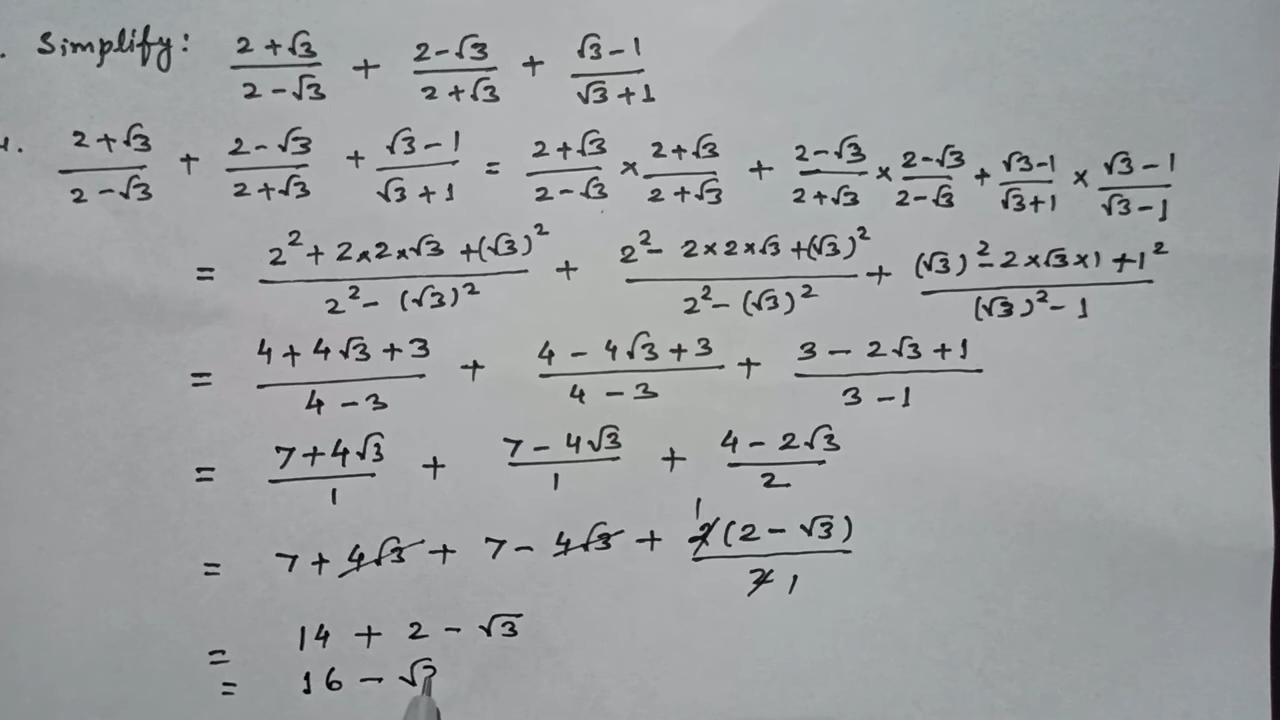 . Simplify: (2+√3)/(2-√3) + (2-√3)/(2+√3) + (√3-1)/(√3+1)
(2+√3)/(2-√3) + (2-√3)/(2+√3) + (√3-1)/(√3+1) = (2+√3)/(2-√3) × (2+√3)/(2+√3) + (2-√3)/(2+√3) × (2-√3)/(2-√3) + (√3-1)/(√3+1) × (√3-1)/(√3-1)
= (2²+2×2×√3+(√3)²)/(2²-(√3)²) + (2²-2×2×√3+(√3)²)/(2²-(√3)²) + ((√3)²-2×√3×1+1²)/((√3)²-1)
= (4+4√3+3)/(4-3) + (4-4√3+3)/(4-3) + (3-2√3+1)/(3-1)
= (7+4√3)/1 + (7-4√3)/1 + (4-2√3)/2
= 7+4√3+7-4√3+ 1 2(2-√3)/2 1
= 14+2-√3
= 16-√3